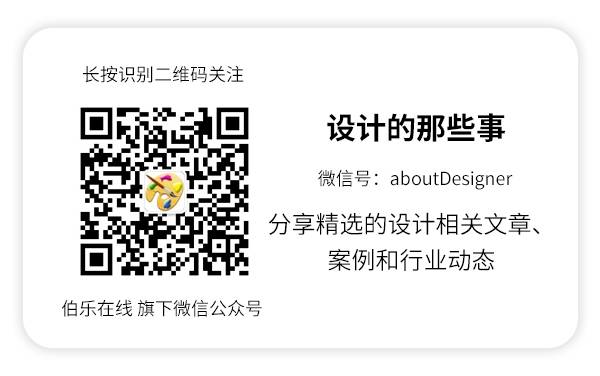 长按识别二维码关注
伯乐在线 旗下微信公众号
设计的那些事
微信号：aboutDesigner
分享精选的设计相关文章、
案例和行业动态